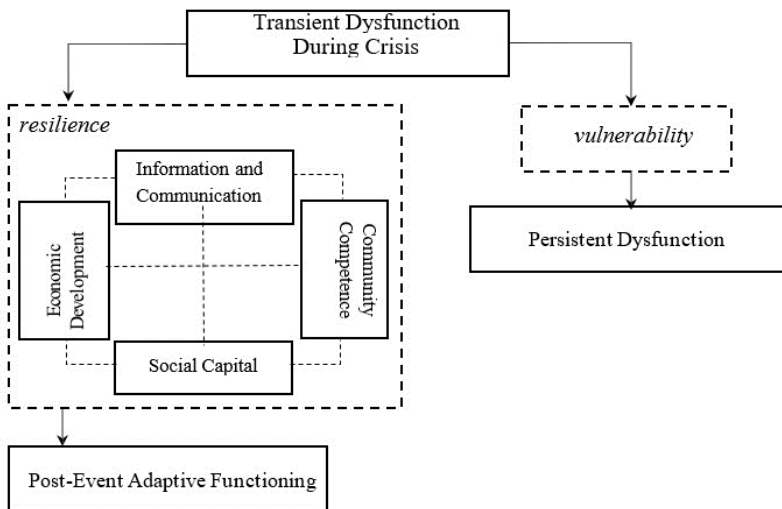 Transient Dysfunction
During Crisis
resilience
vulnerability
Information and
Communication
Economic
Development
Community
Competence
Persistent Dysfunction
Social Capital
Post-Event Adaptive Functioning